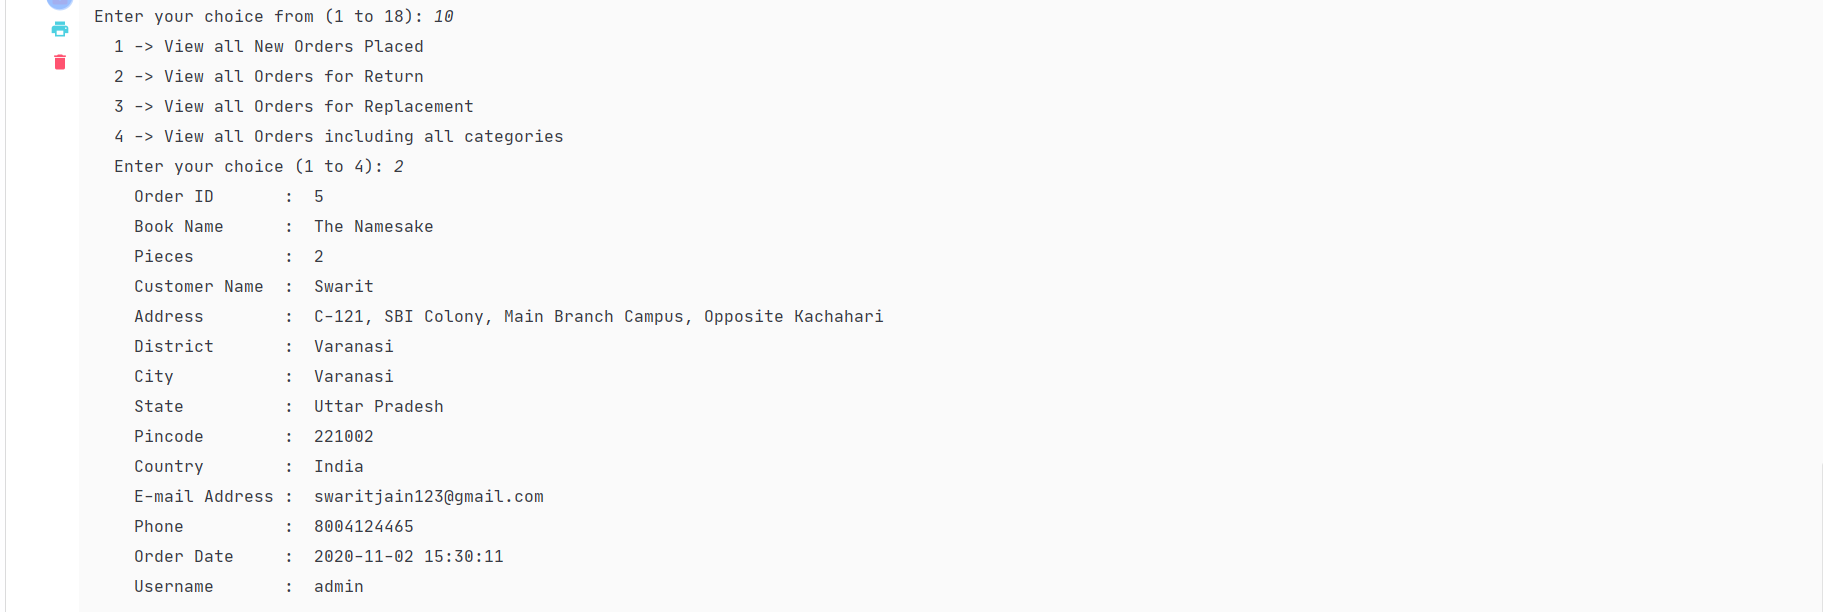 Enter your choice from (1 to 18): 10
1 -> View all New Orders Placed
2 -> View all Orders for Return
3 -> View all Orders for Replacement
4 -> View all Orders including all categories
Enter your choice (1 to 4): 2
Order ID       :  5
Book Name      :  The Namesake
Pieces         :  2
Customer Name  :  Swarit
Address        :  C-121, SBI Colony, Main Branch Campus, Opposite Kachahari
District       :  Varanasi
City           :  Varanasi
State          :  Uttar Pradesh
Pincode        :  221002
Country        :  India
E-mail Address :  swaritjain123@gmail.com
Phone          :  8004124465
Order Date     :  2020-11-02 15:30:11
Username       :  admin